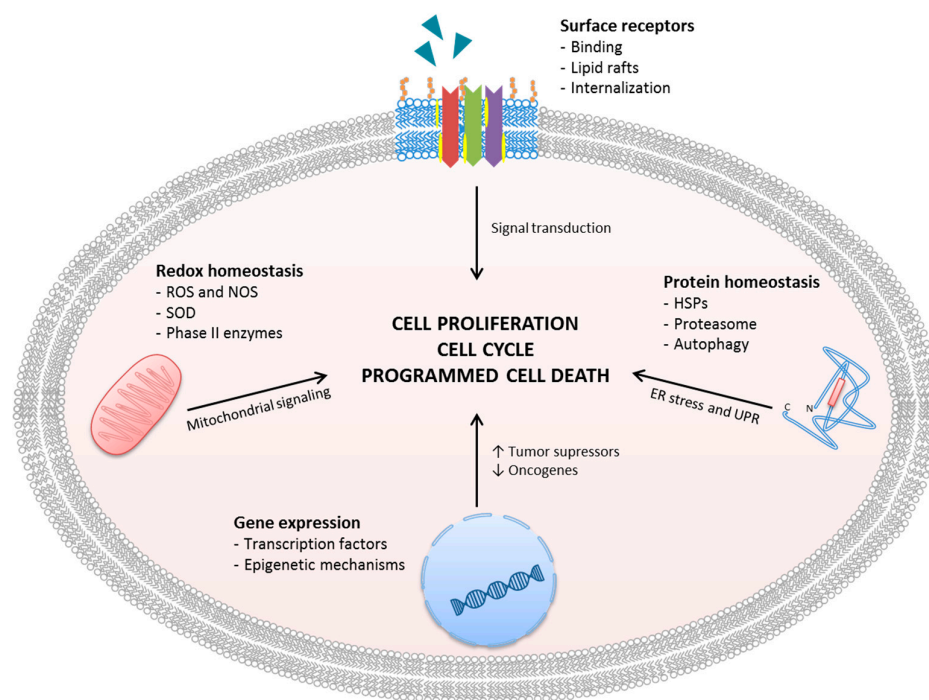 Surface receptors
- Binding
- Lipid rafts
- Internalization
Signal transduction
Redox homeostasis
- ROS and NOS
- SOD
- Phase II enzymes
Protein homeostasis
- HSPs
- Proteasome
- Autophagy
CELL PROLIFERATION
CELL CYCLE
PROGRAMMED CELL DEATH
Mitochondrial signaling
ER stress and UPR
C N
↑ Tumor supressors
↓ Oncogenes
Gene expression
- Transcription factors
- Epigenetic mechanisms